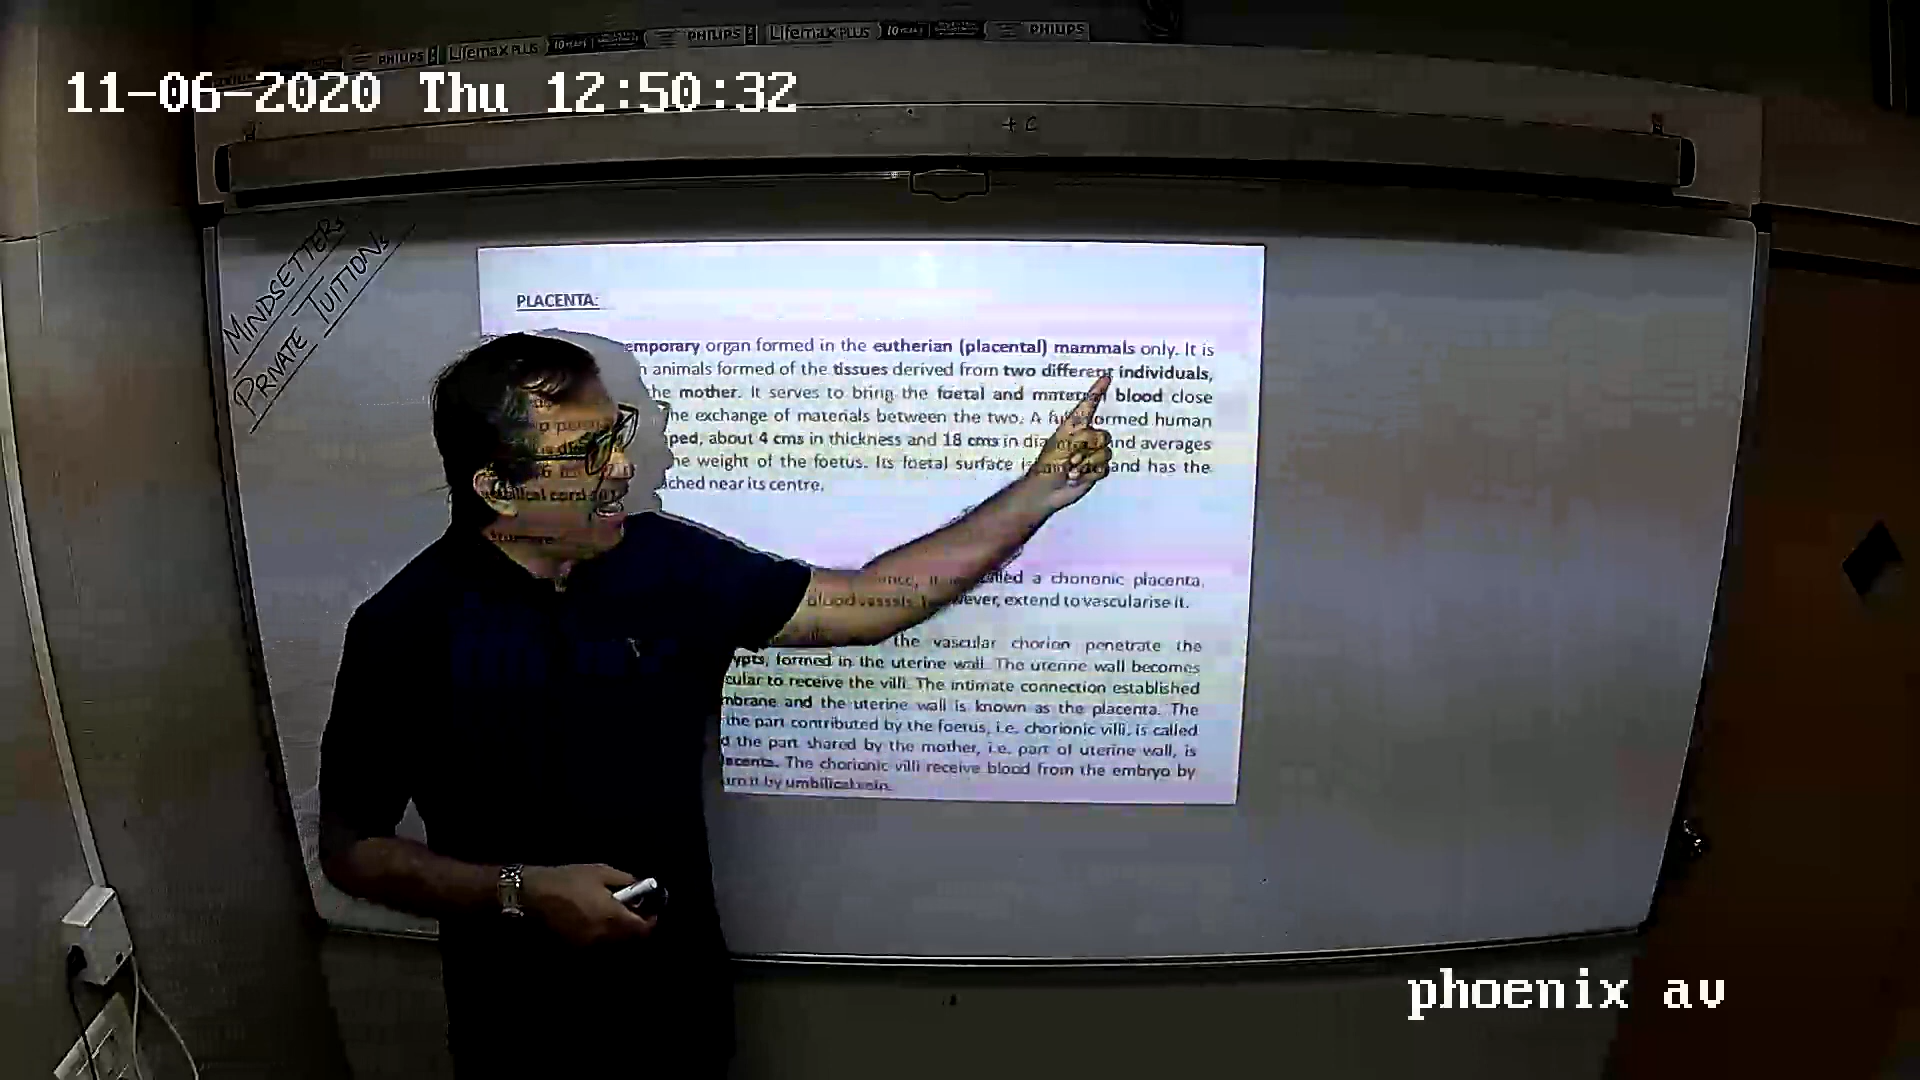 PHILIPS Lifemax PLUS 10 YEARS PHILIPS Lifemax PLUS 10 YEARS PHILIPS
11-06-2020 Thu 12:50:32
+ C
MINDSETTERS
PRIVATE TUITIONS
PLACENTA:
emporary organ formed in the eutherian (placental) mammals only. It is
animals formed of the tissues derived from two different individuals,
he mother. It serves to bring the foetal and maternal blood close
he exchange of materials between the two. A formed human
ped, about 4 cms in thickness and 18 cms in and averages
he weight of the foetus. Its foetal surface and has the
ched near its centre.
called a chorionic placenta.
blood vessels, however, extend to vascularise it.
the vascular chorion penetrate the
ypts, formed in the uterine wall. The uterine wall becomes
cular to receive the villi. The intimate connection established
mbrane and the uterine wall is known as the placenta. The
the part contributed by the foetus, i.e. chorionic villi, is called
d the part shared by the mother, i.e. part of uterine wall, is
lacenta. The chorionic villi receive blood from the embryo by
urn it by umbilical vein.
phoenix av